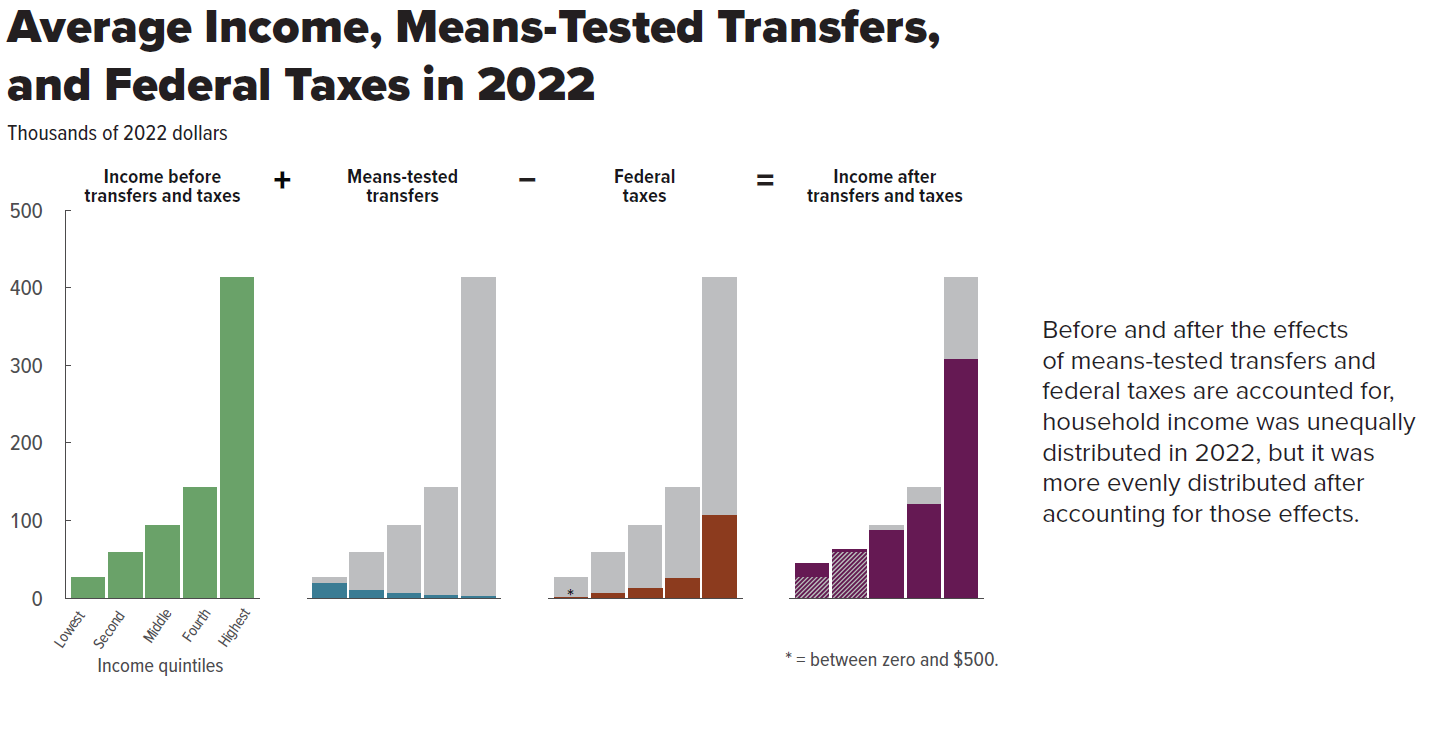 Average Income, Means-Tested Transfers,
and Federal Taxes in 2022
Thousands of 2022 dollars
Income before
transfers and taxes
+
Means-tested
transfers
−
Federal
taxes
=
Income after
transfers and taxes
500
400
300
200
100
0
*
Lowest
Second
Middle
Fourth
Highest
Income quintiles
* = between zero and $500.
Before and after the effects
of means-tested transfers and
federal taxes are accounted for,
household income was unequally
distributed in 2022, but it was
more evenly distributed after
accounting for those effects.